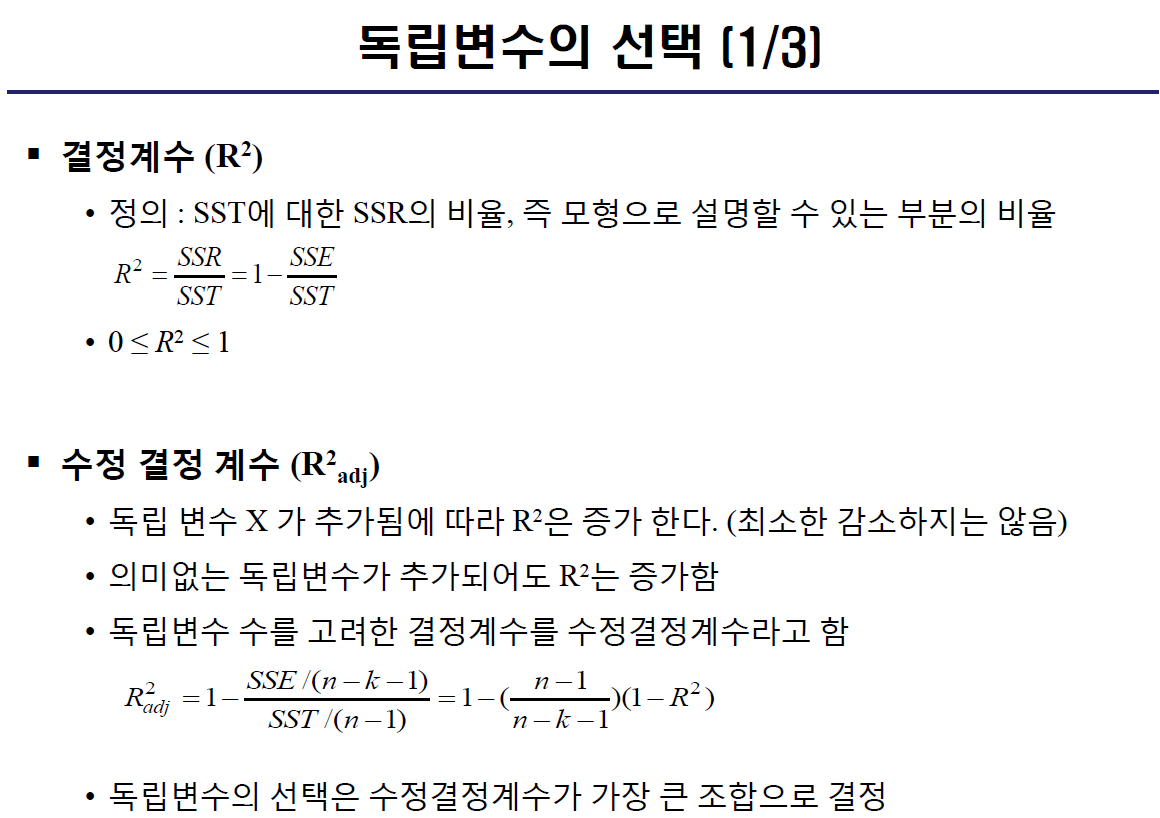 독립변수의 선택 (1/3)
▪ 결정계수 (R²)
• 정의 : SST에 대한 SSR의 비율, 즉 모형으로 설명할 수 있는 부분의 비율
R² = SSR/SST = 1 − SSE/SST
• 0 ≤ R² ≤ 1
▪ 수정 결정 계수 (R²adj)
• 독립 변수 X 가 추가됨에 따라 R²은 증가 한다. (최소한 감소하지는 않음)
• 의미없는 독립변수가 추가되어도 R²는 증가함
• 독립변수 수를 고려한 결정계수를 수정결정계수라고 함
R²adj = 1 − SSE/(n−k−1) / SST/(n−1) = 1 − (n−1 / n−k−1)(1 − R²)
• 독립변수의 선택은 수정결정계수가 가장 큰 조합으로 결정